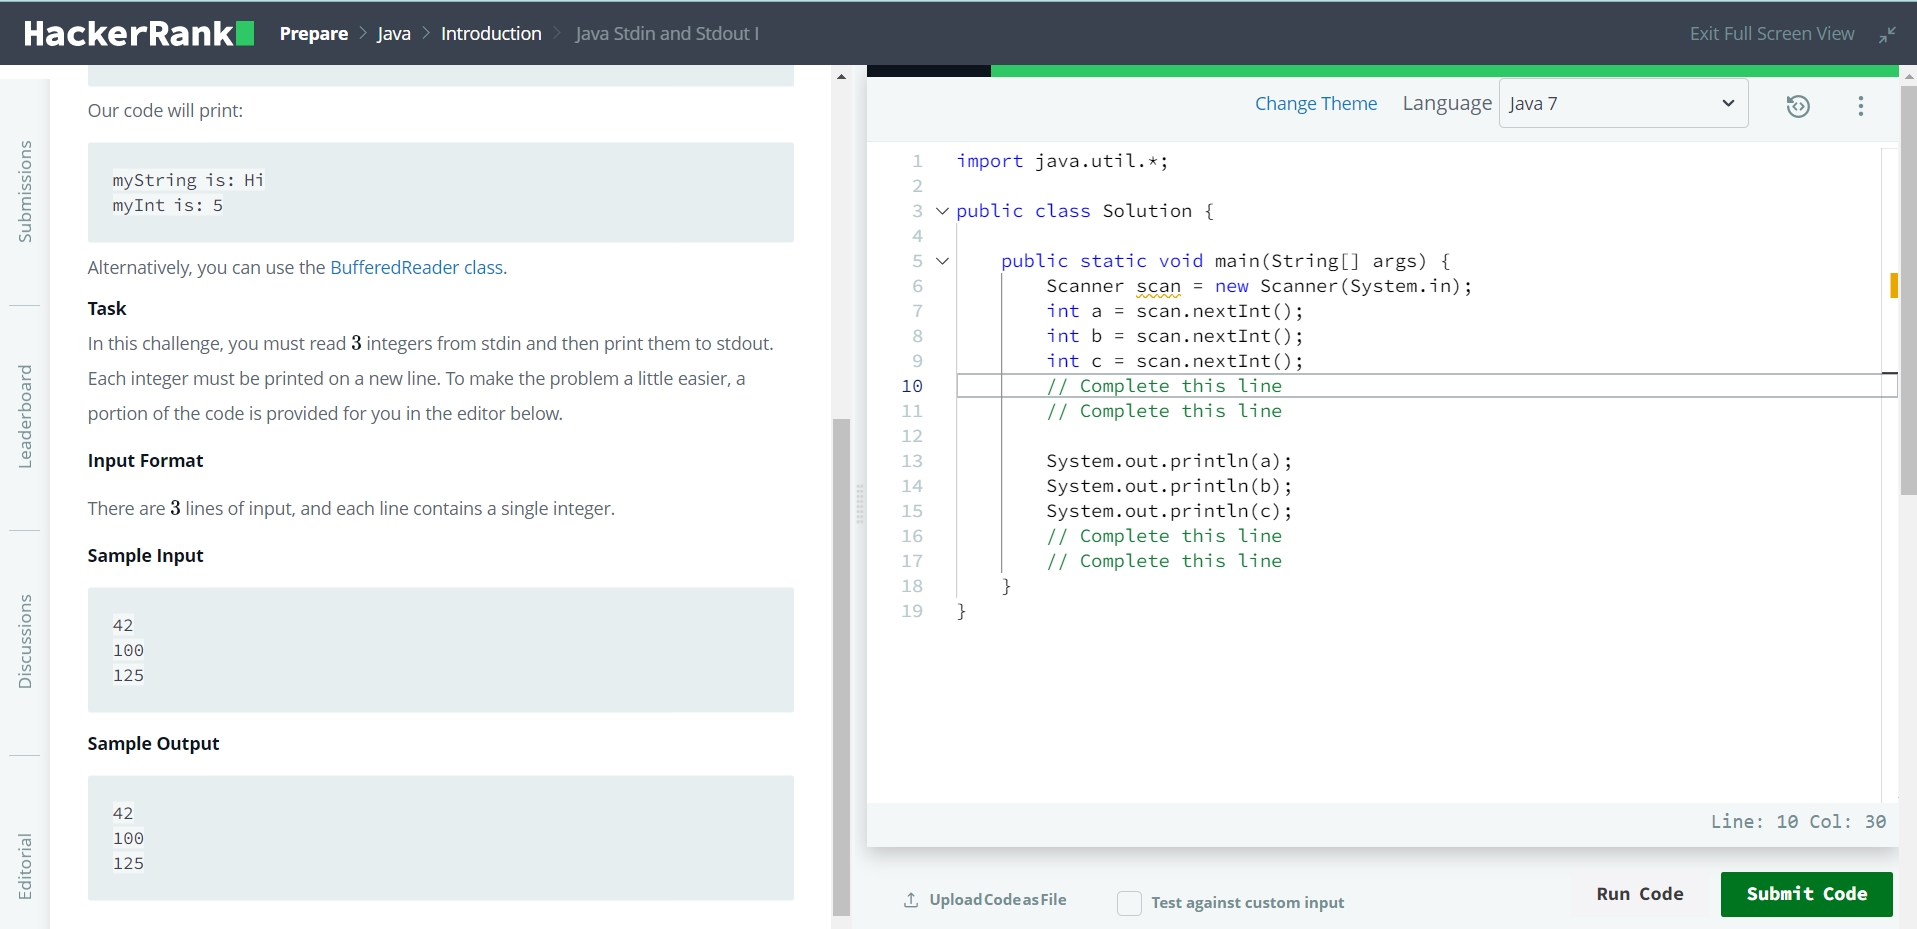 HackerRank Prepare > Java > Introduction > Java Stdin and Stdout I Exit Full Screen View
Submissions
Leaderboard
Discussions
Editorial
Our code will print:
myString is: Hi
myInt is: 5
Alternatively, you can use the BufferedReader class.
Task
In this challenge, you must read 3 integers from stdin and then print them to stdout.
Each integer must be printed on a new line. To make the problem a little easier, a
portion of the code is provided for you in the editor below.
Input Format
There are 3 lines of input, and each line contains a single integer.
Sample Input
42
100
125
Sample Output
42
100
125
Change Theme Language Java 7
1 import java.util.*;
2
3 public class Solution {
4
5 public static void main(String[] args) {
6 Scanner scan = new Scanner(System.in);
7 int a = scan.nextInt();
8 int b = scan.nextInt();
9 int c = scan.nextInt();
10 // Complete this line
11 // Complete this line
12
13 System.out.println(a);
14 System.out.println(b);
15 System.out.println(c);
16 // Complete this line
17 // Complete this line
18 }
19 }
Line: 10 Col: 30
Upload Code as File Test against custom input Run Code Submit Code